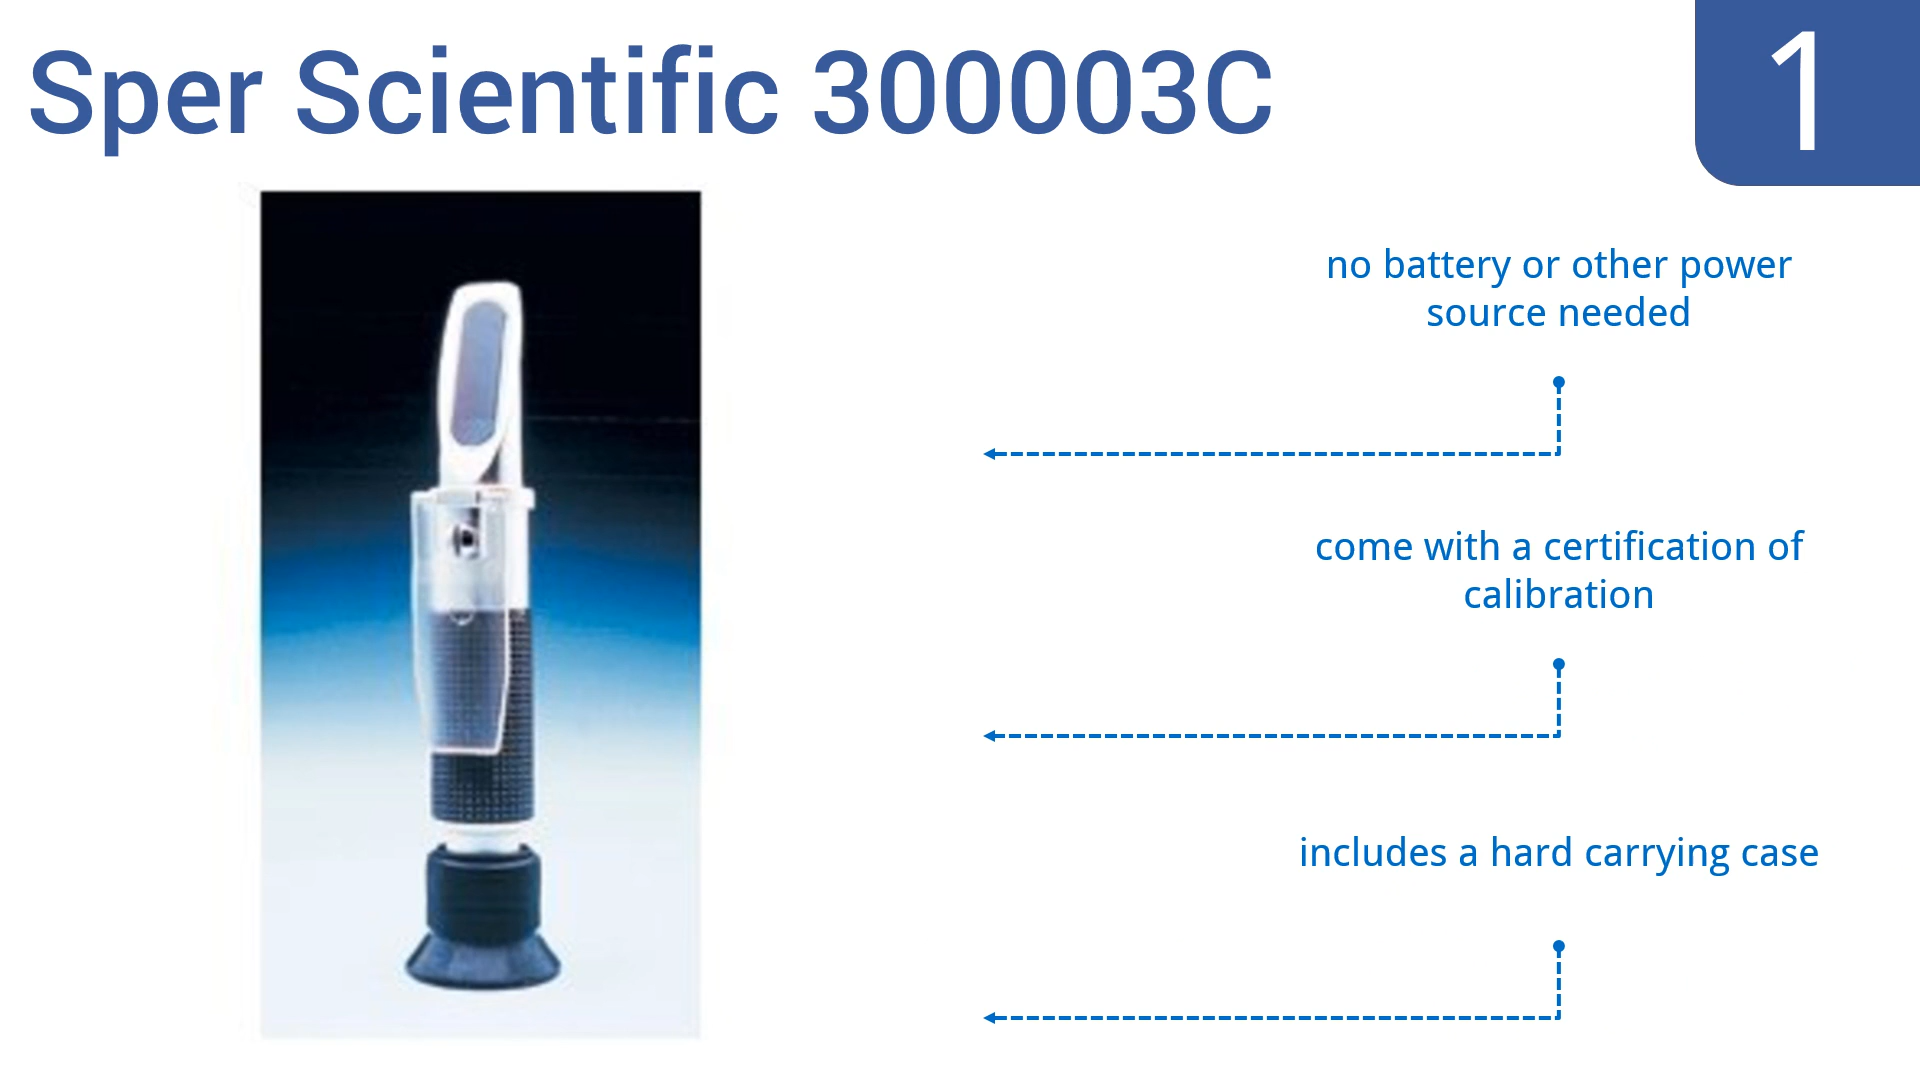 Sper Scientific 300003C
1
no battery or other power
source needed
come with a certification of
calibration
includes a hard carrying case